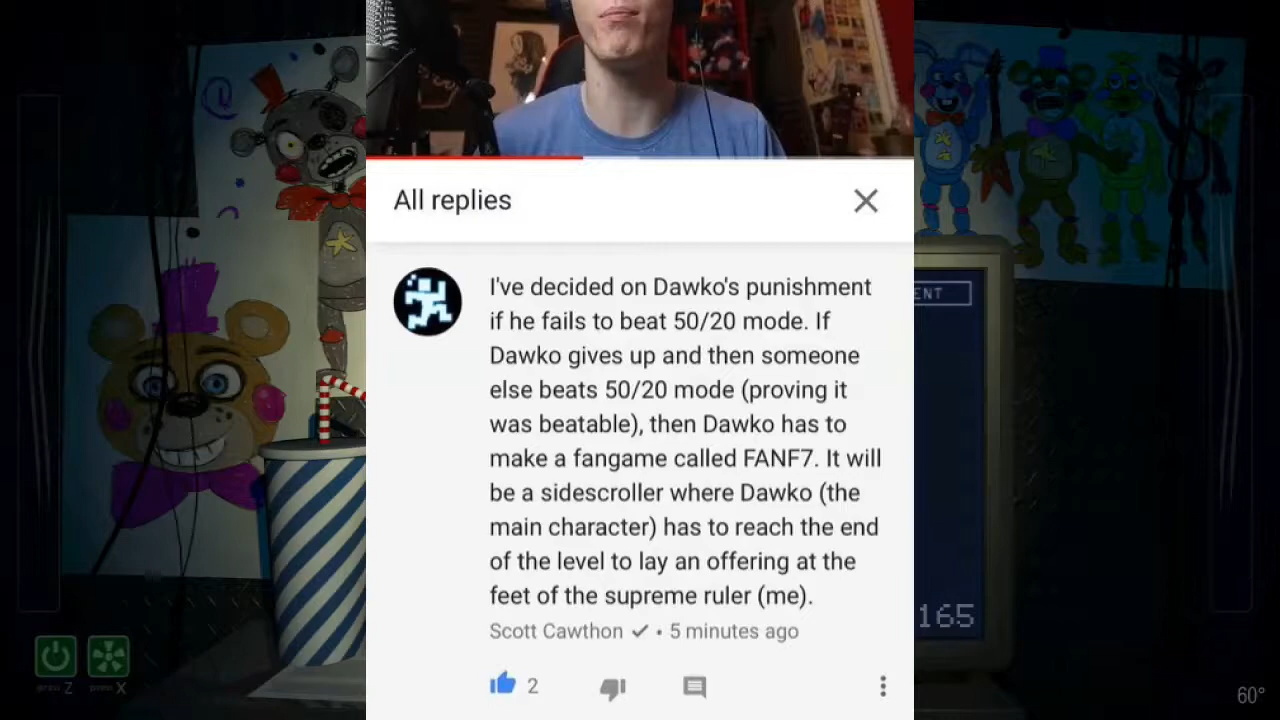 All replies
I've decided on Dawko's punishment
if he fails to beat 50/20 mode. If
Dawko gives up and then someone
else beats 50/20 mode (proving it
was beatable), then Dawko has to
make a fangame called FANF7. It will
be a sidescroller where Dawko (the
main character) has to reach the end
of the level to lay an offering at the
feet of the supreme ruler (me).
Scott Cawthon ✓ • 5 minutes ago
2
ENT
165
press Z press X
60°